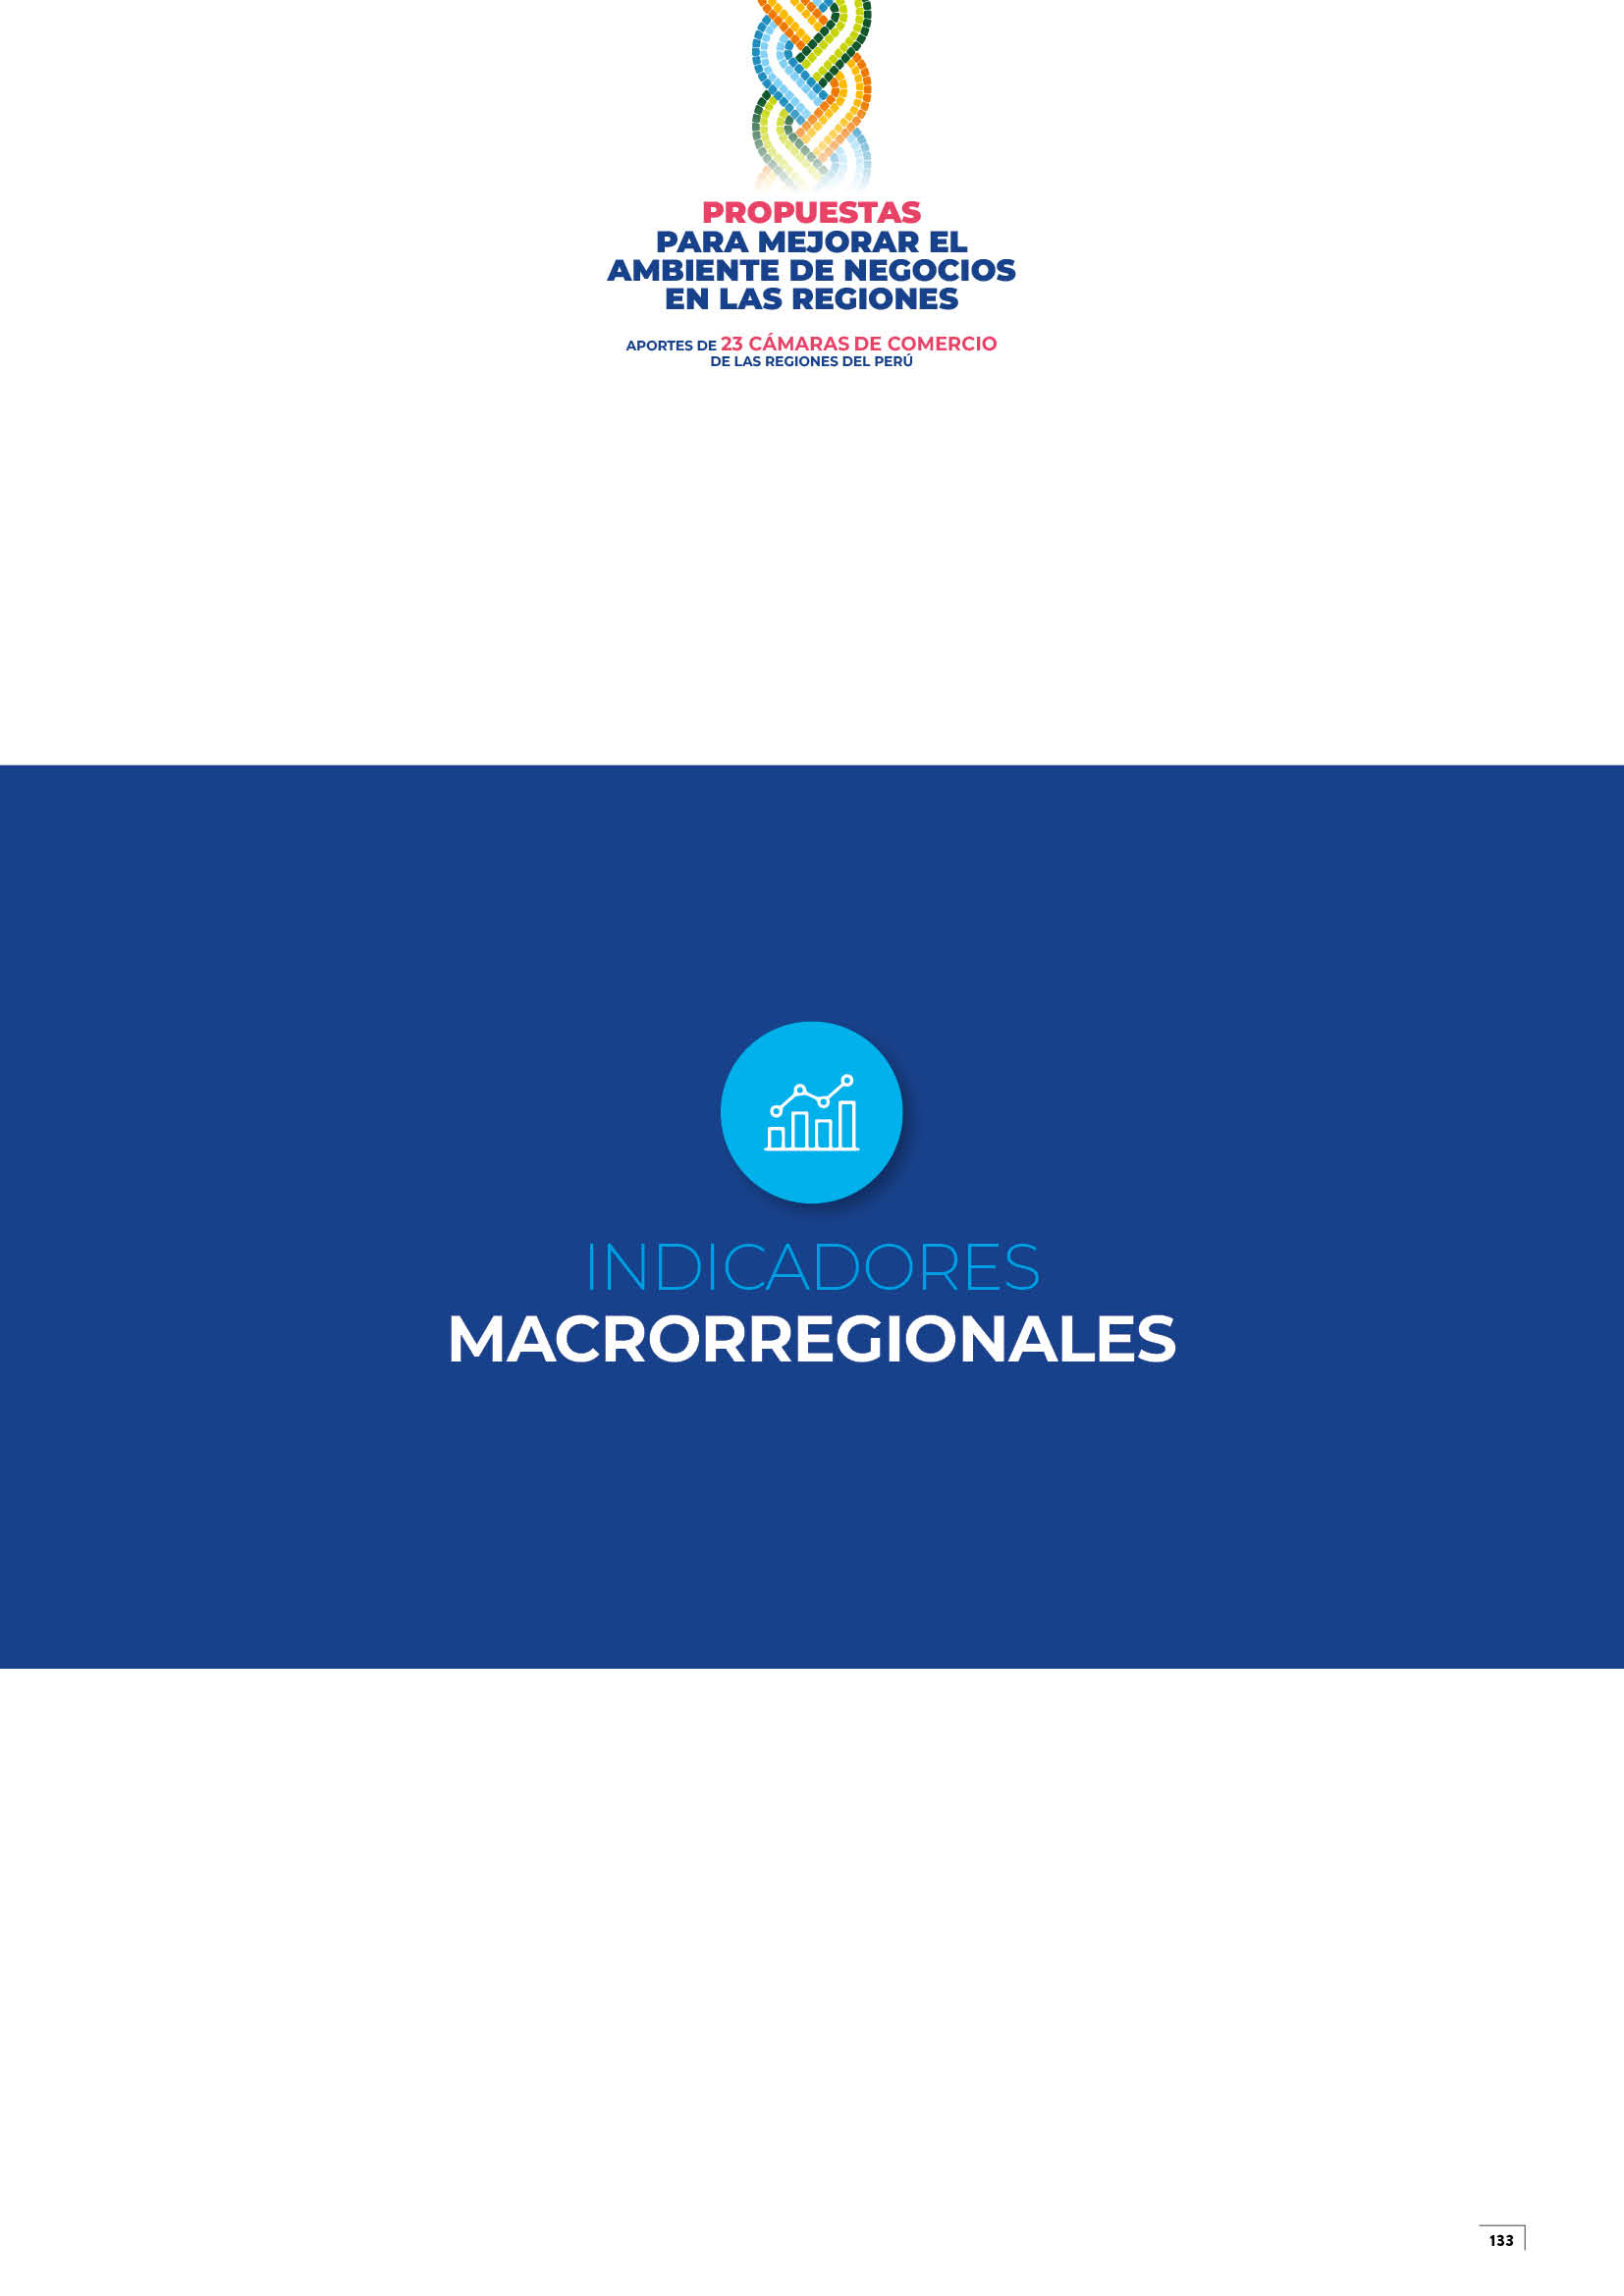 PROPUESTAS
PARA MEJORAR EL
AMBIENTE DE NEGOCIOS
EN LAS REGIONES
APORTES DE 23 CÁMARAS DE COMERCIO
DE LAS REGIONES DEL PERÚ
INDICADORES
MACRORREGIONALES
133